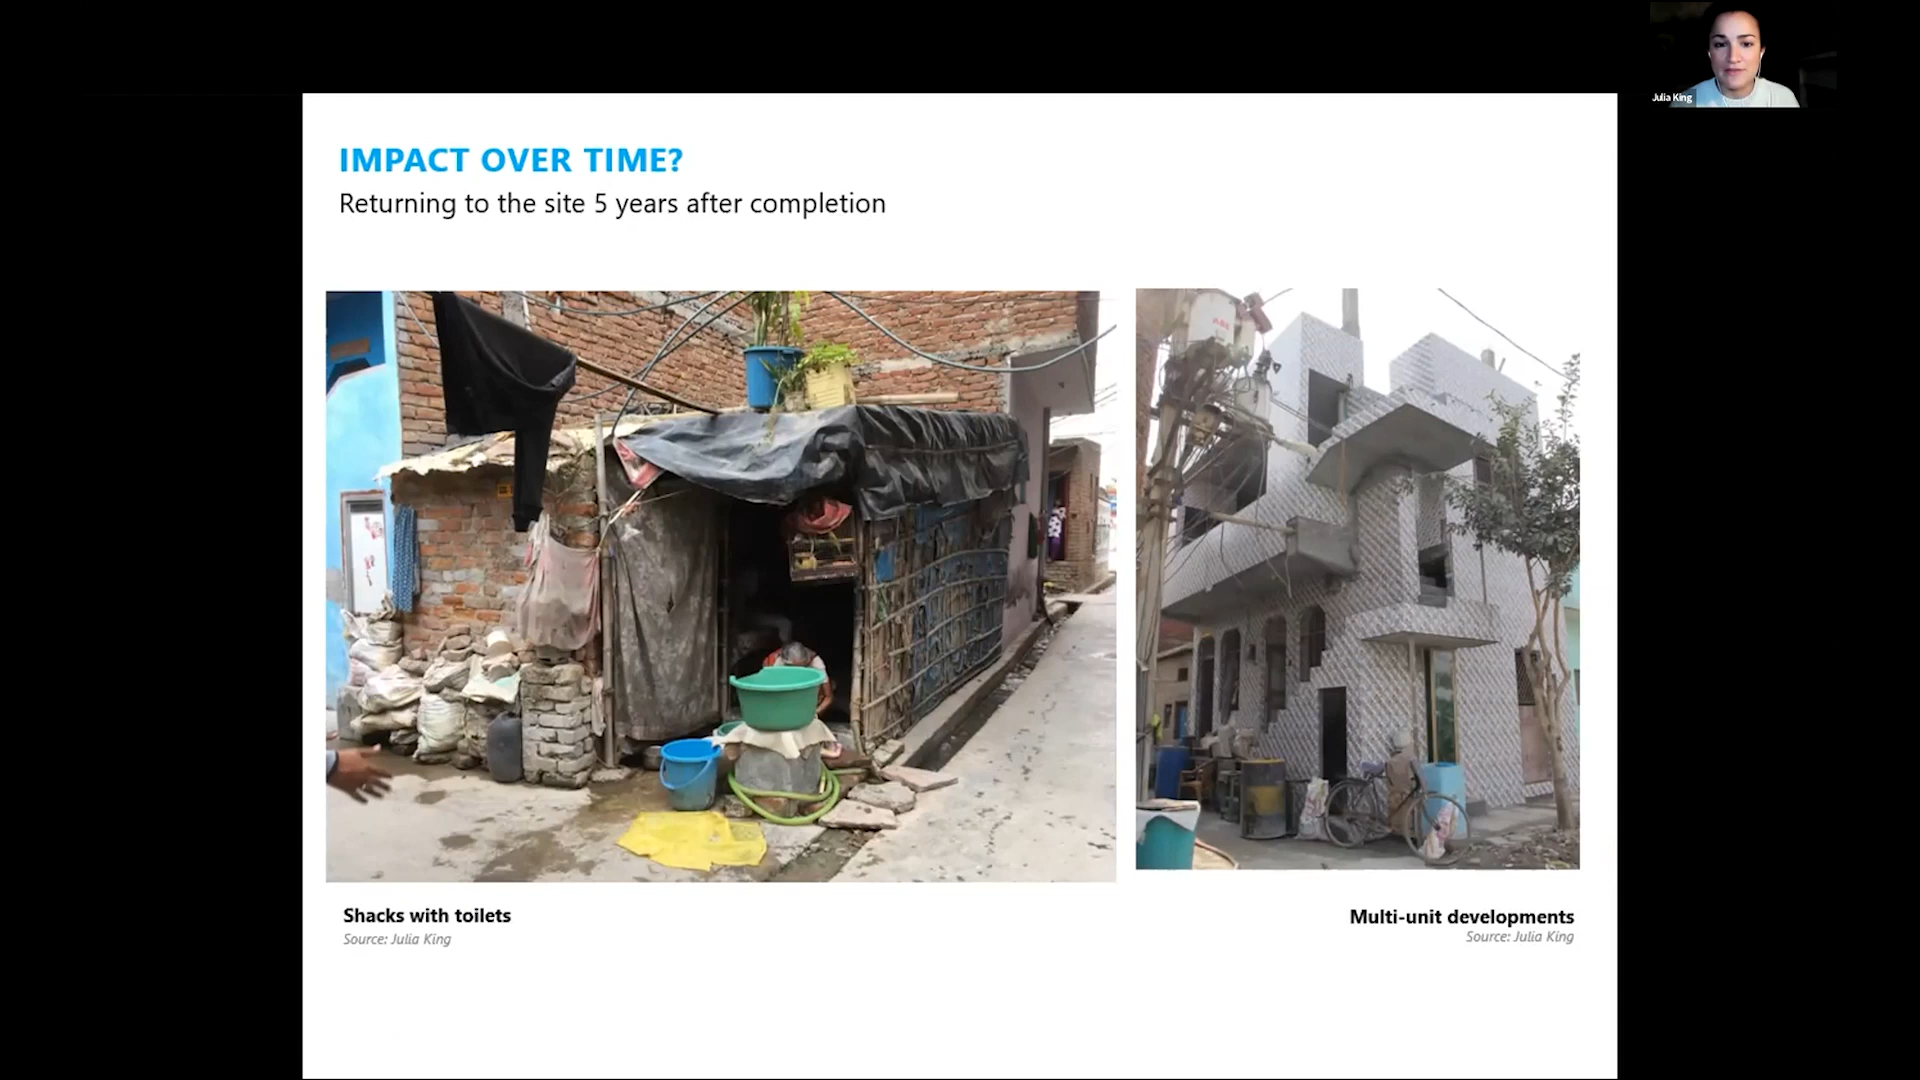 Julia King
IMPACT OVER TIME?
Returning to the site 5 years after completion
Shacks with toilets
Source: Julia King
Multi-unit developments
Source: Julia King